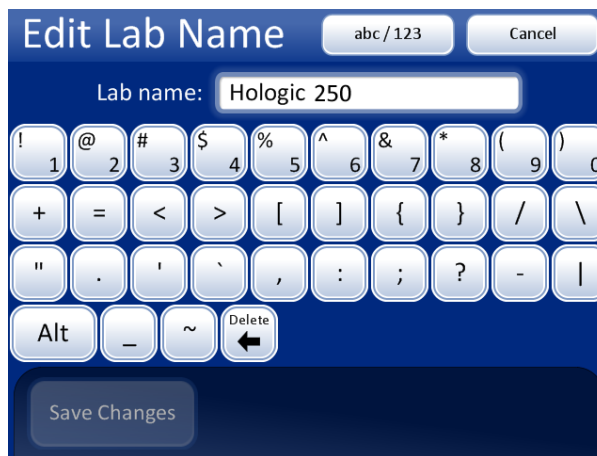 Edit Lab Name
abc / 123
Cancel
Lab name: Hologic 250
! 1 @ 2 # 3 $ 4 % 5 ^ 6 & 7 * 8 ( 9 ) 0
+ = < > [ ] { } / \
" . ' ` , : ; ? - |
Alt _ ~ Delete
Save Changes